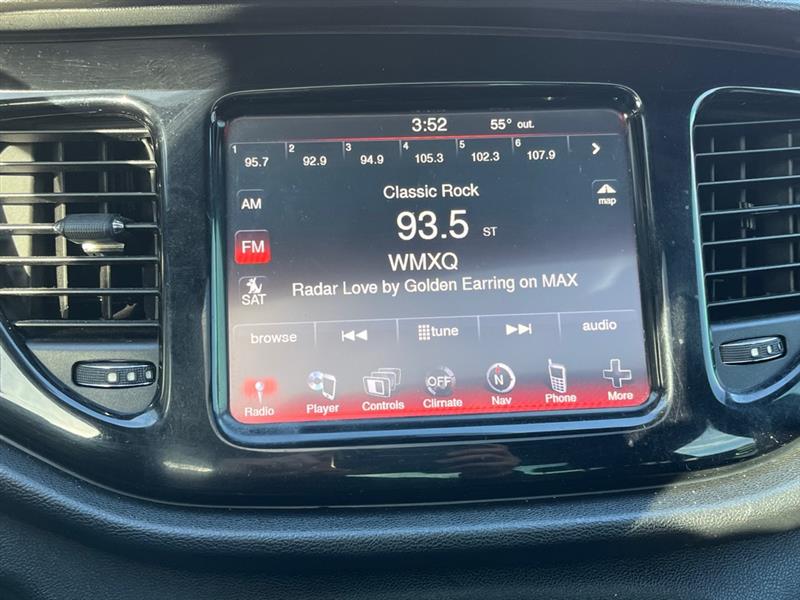 3:52 55° out.
1 95.7 2 92.9 3 94.9 4 105.3 5 102.3 6 107.9
AM
FM
SAT
Classic Rock
93.5 ST
WMXQ
Radar Love by Golden Earring on MAX
map
browse tune audio
Radio Player Controls OFF Climate N Nav Phone More